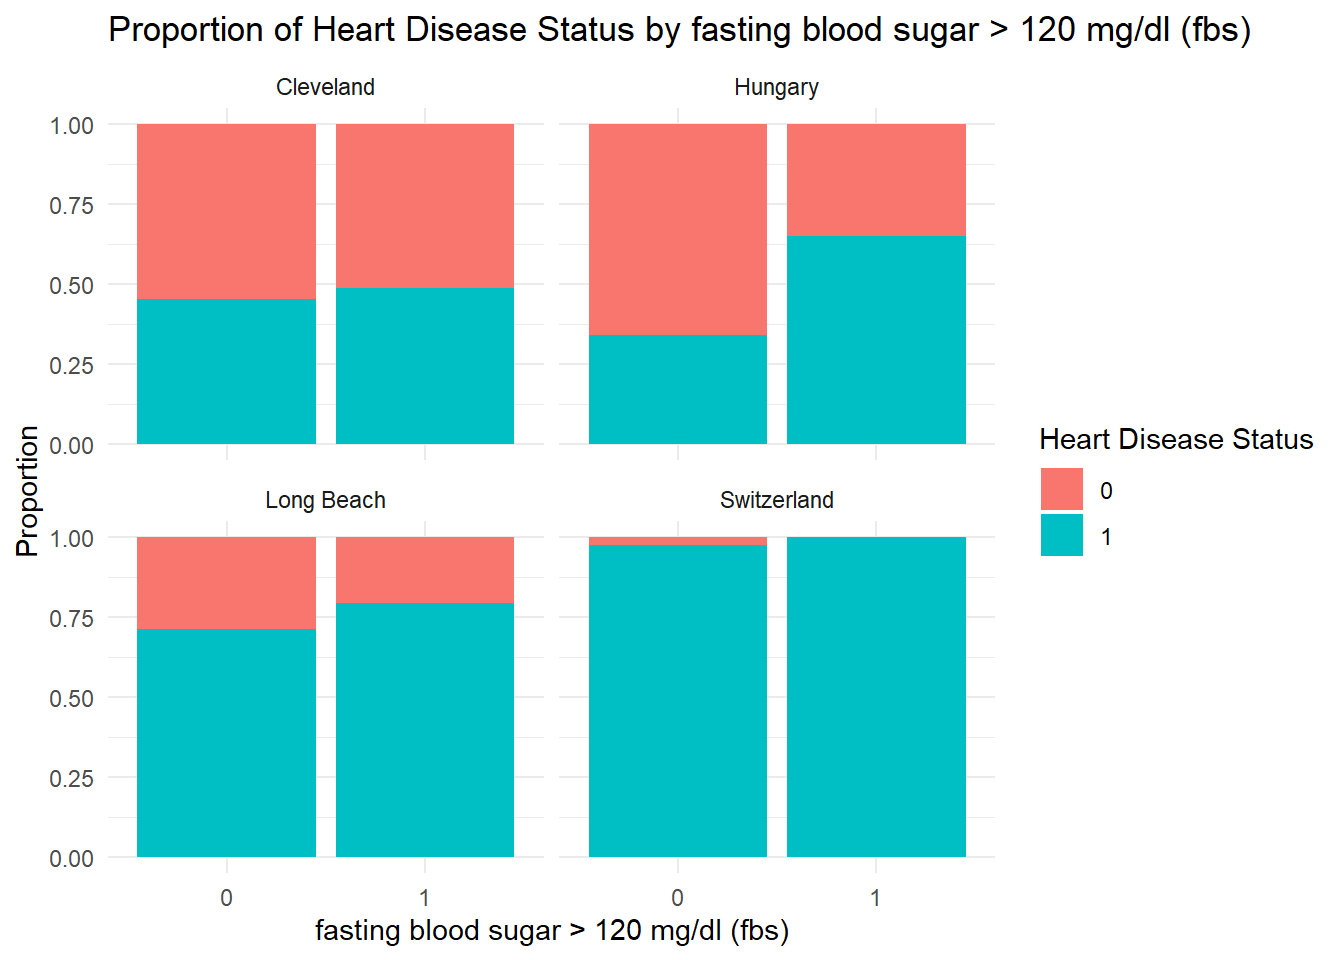 Proportion of Heart Disease Status by fasting blood sugar > 120 mg/dl (fbs)
Cleveland
Hungary
1.00
0.75
0.50
0.25
0.00
Proportion
Long Beach
Switzerland
1.00
0.75
0.50
0.25
0.00
0
1
0
1
fasting blood sugar > 120 mg/dl (fbs)
Heart Disease Status
0
1